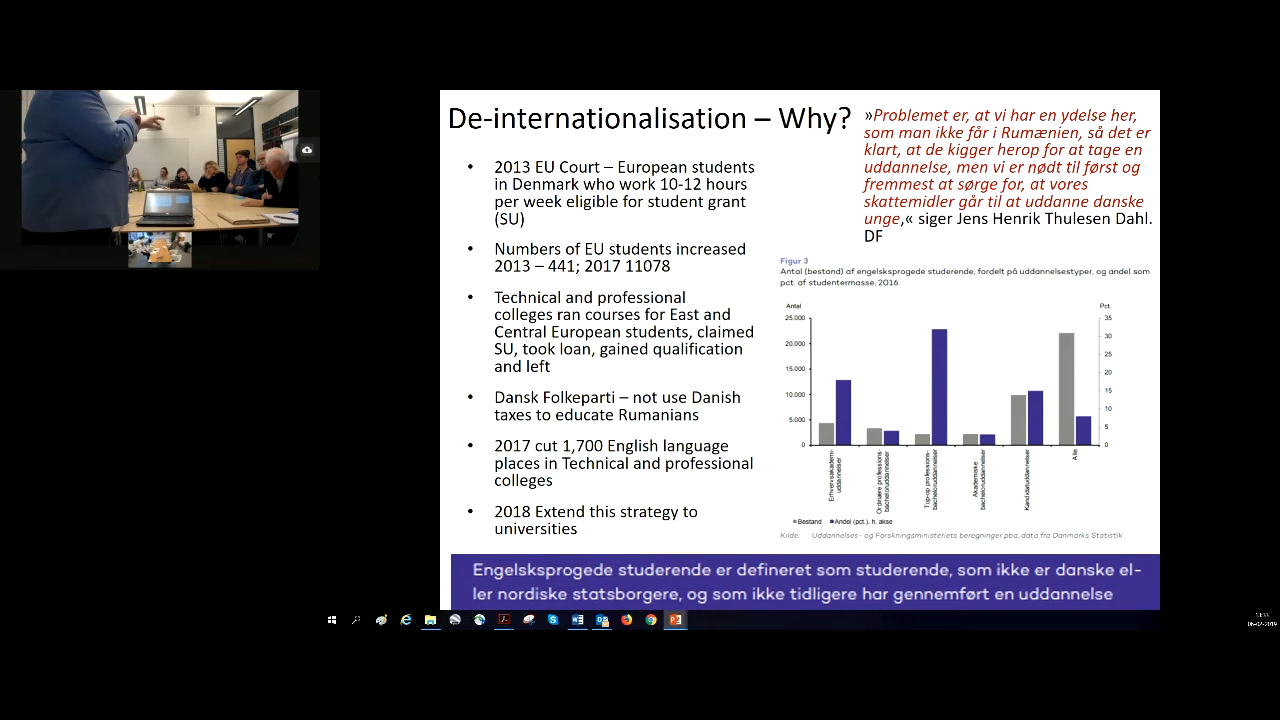 De-internationalisation – Why?
• 2013 EU Court – European students
in Denmark who work 10-12 hours
per week eligible for student grant
(SU)
• Numbers of EU students increased
2013 – 441; 2017 11078
• Technical and professional
colleges ran courses for East and
Central European students, claimed
SU, took loan, gained qualification
and left
• Dansk Folkeparti – not use Danish
taxes to educate Rumanians
• 2017 cut 1,700 English language
places in Technical and professional
colleges
• 2018 Extend this strategy to
universities
»Problemet er, at vi har en ydelse her,
som man ikke får i Rumænien, så det er
klart, at de kigger herop for at tage en
uddannelse, men vi er nødt til først og
fremmest at sørge for, at vores
skattemidler går til at uddanne danske
unge,« siger Jens Henrik Thulesen Dahl.
DF
Figur 3
Antal (bestand) af engelsksprogede studerende, fordelt på uddannelsestyper, og andel som
pct. af studentermasse, 2016
Antal
Pct.
25.000
20.000
15.000
10.000
5.000
0
35
30
25
20
15
10
5
0
Erhvervsakademi-
uddannelser
Ordinære professions-
bacheloruddannelser
Top-op professions-
bacheloruddannelser
Akademiske
bacheloruddannelser
Kandidatuddannelser
Alle
Bestand
Andel (pct.), h. akse
Kilde: Uddannelses- og Forskningsministeriets beregninger pba. data fra Danmarks Statistik
Engelsksprogede studerende er defineret som studerende, som ikke er danske el-
ler nordiske statsborgere, og som ikke tidligere har gennemført en uddannelse
06-02-2019